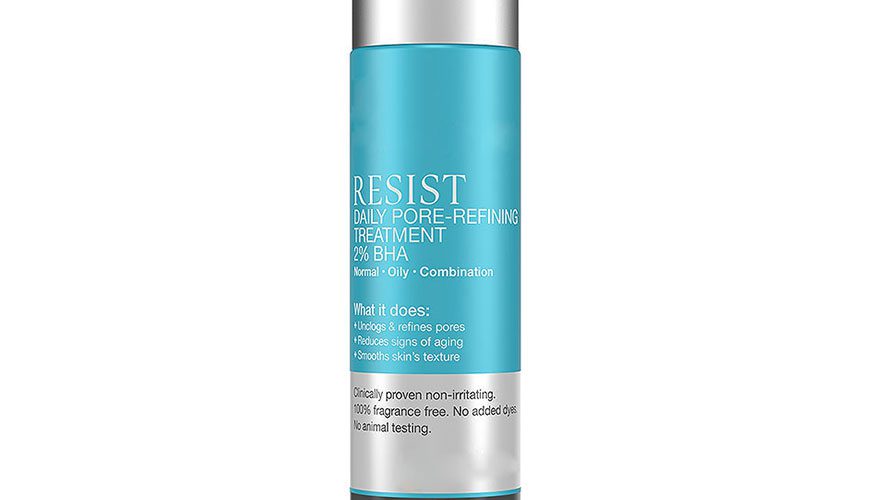 RESIST
DAILY PORE-REFINING
TREATMENT
2% BHA
Normal • Oily • Combination
What it does:
+ Unclogs & refines pores
+ Reduces signs of aging
+ Smooths skin's texture
Clinically proven non-irritating.
100% fragrance free. No added dyes.
No animal testing.